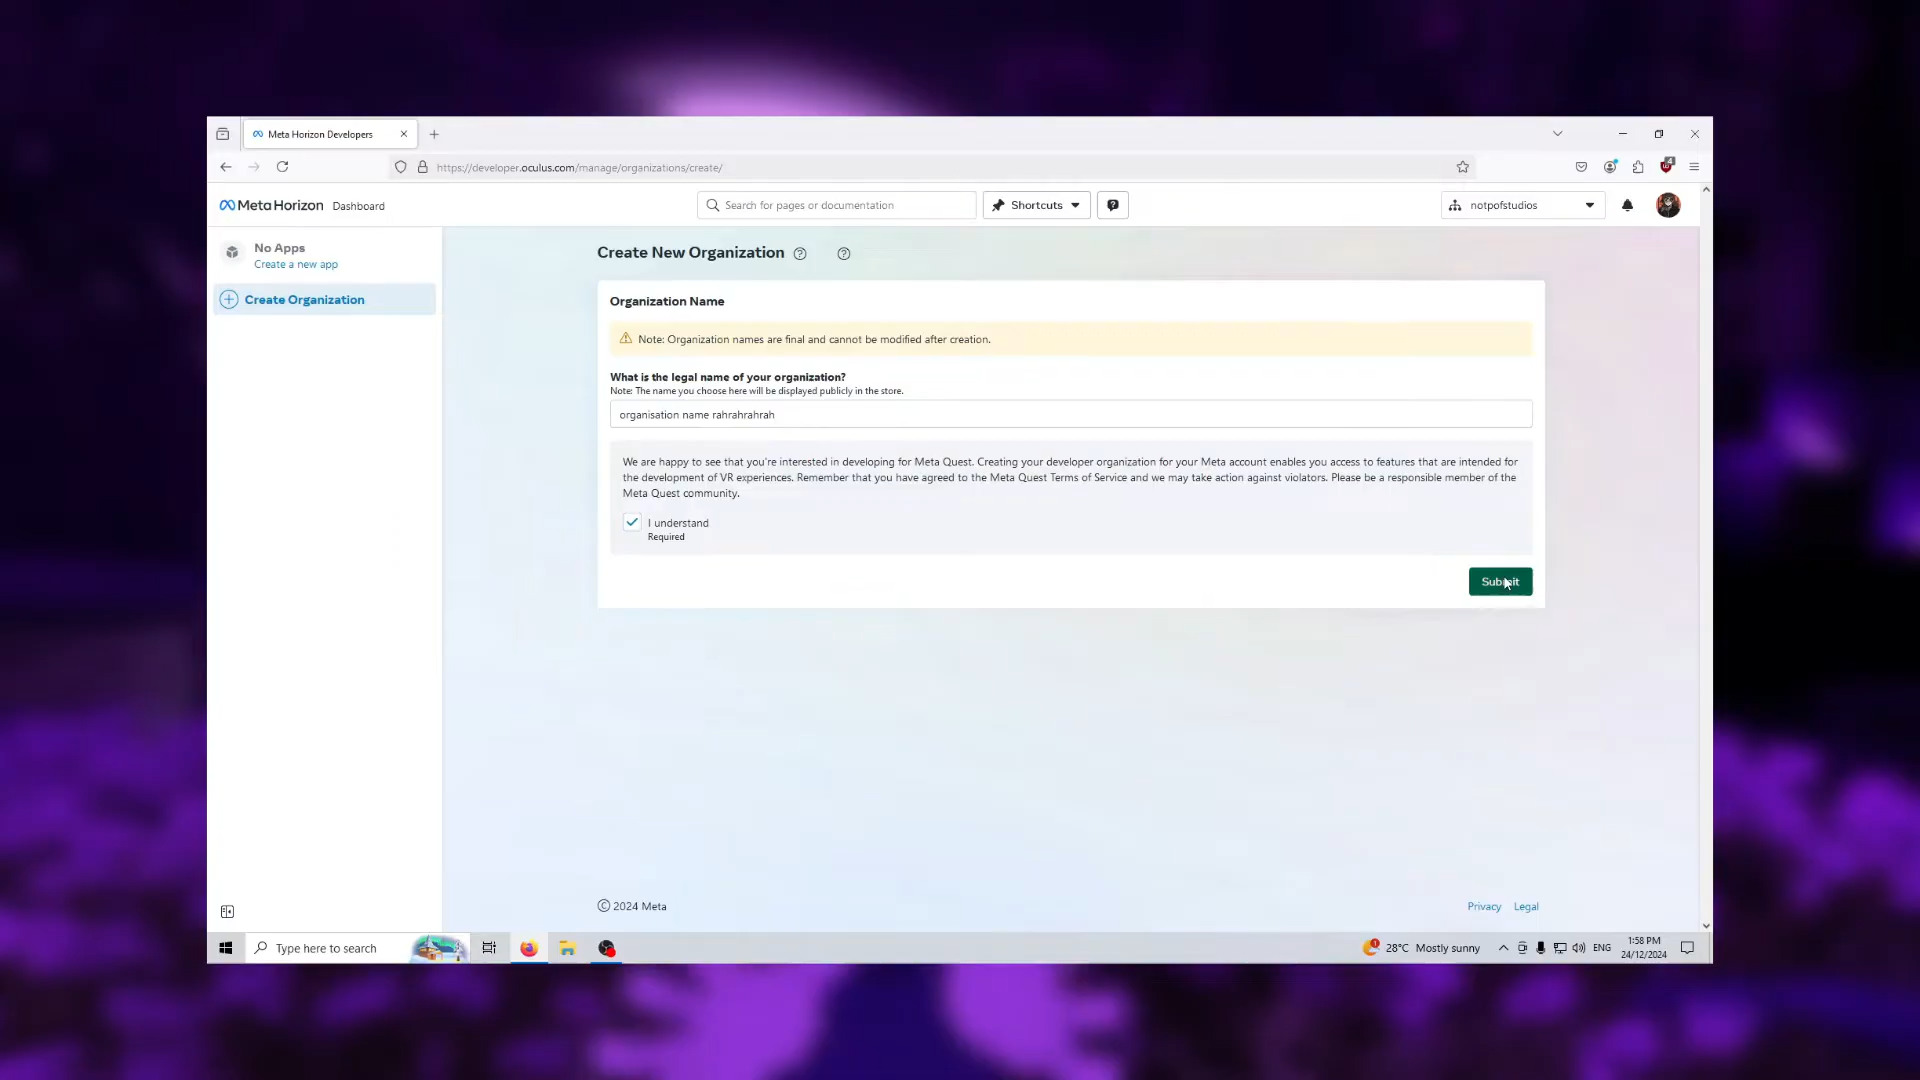 Meta Horizon Developers
https://developer.oculus.com/manage/organizations/create/
4
Meta Horizon Dashboard
Search for pages or documentation
Shortcuts
notpofstudios
No Apps
Create a new app
Create Organization
Create New Organization
Organization Name
Note: Organization names are final and cannot be modified after creation.
What is the legal name of your organization?
Note: The name you choose here will be displayed publicly in the store.
organisation name rahrahrahrah
We are happy to see that you're interested in developing for Meta Quest. Creating your developer organization for your Meta account enables you access to features that are intended for
the development of VR experiences. Remember that you have agreed to the Meta Quest Terms of Service and we may take action against violators. Please be a responsible member of the
Meta Quest community.
I understand
Required
Submit
© 2024 Meta
Privacy Legal
Type here to search
1
28°C Mostly sunny
ENG
1:58 PM
24/12/2024